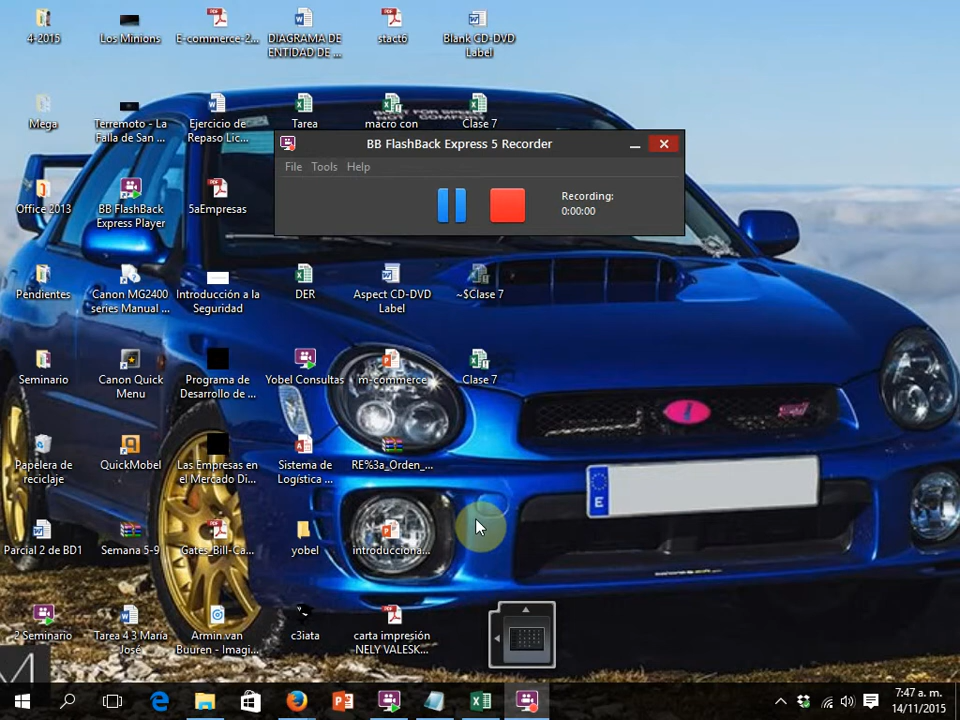 4-2015
Los Minions
E-commerce-2...
DIAGRAMA DE
ENTIDAD DE ...
stact6
Blank CD-DVD
Label
Mega
Terremoto - La
Falla de San ...
Ejercicio de
Repaso Lic...
Tarea
macro con
Clase 7
BUILT FOR SPEED
NOT COMFORT
BB FlashBack Express 5 Recorder
File Tools Help
Recording:
0:00:00
Office 2013
BB FlashBack
Express Player
5aEmpresas
Pendientes
Canon MG2400
series Manual ...
Introducción a la
Seguridad
DER
Aspect CD-DVD
Label
~$Clase 7
Seminario
Canon Quick
Menu
Programa de
Desarrollo de ...
Yobel Consultas
m-commerce
Clase 7
Papelera de
reciclaje
QuickMobel
Las Empresas en
el Mercado Di...
Sistema de
Logística ...
RE%3a_Orden_...
E
Parcial 2 de BD1
Semana 5-9
Gates_Bill-Ca...
yobel
introducciona...
2 Seminario
Tarea 4 3 Maria
José
Armin van
Buuren - Imagi...
c3iata
carta impresión
NELY VALESK...
7:47 a. m.
14/11/2015